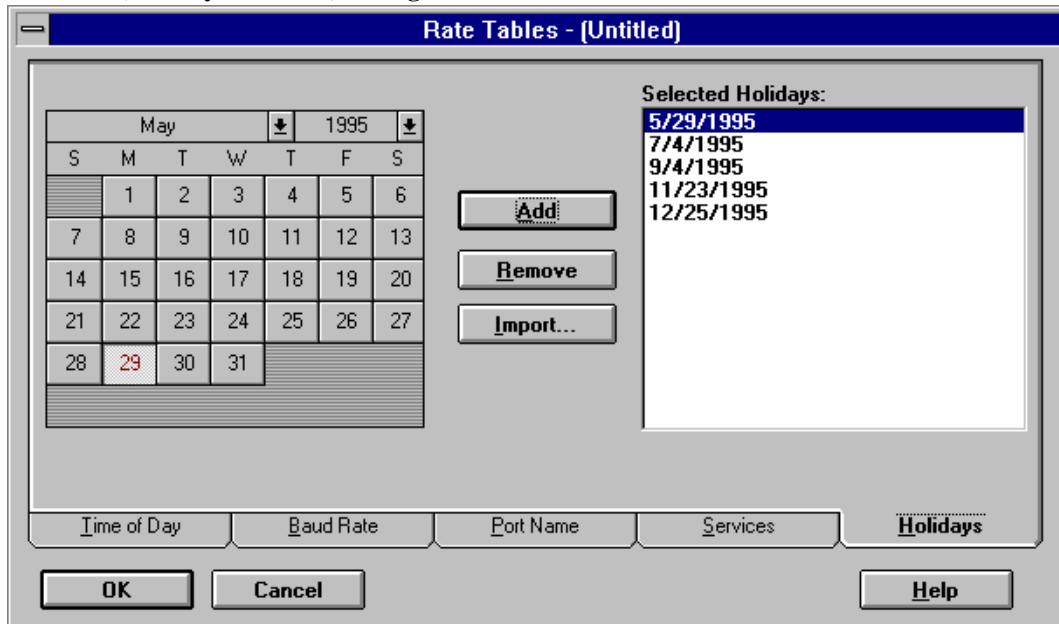 Rate Tables - (Untitled)
Selected Holidays:
May 1995
S M T W T F S
1 2 3 4 5 6
7 8 9 10 11 12 13
14 15 16 17 18 19 20
21 22 23 24 25 26 27
28 29 30 31
Add
Remove
Import...
5/29/1995
7/4/1995
9/4/1995
11/23/1995
12/25/1995
Time of Day Baud Rate Port Name Services Holidays
OK Cancel Help